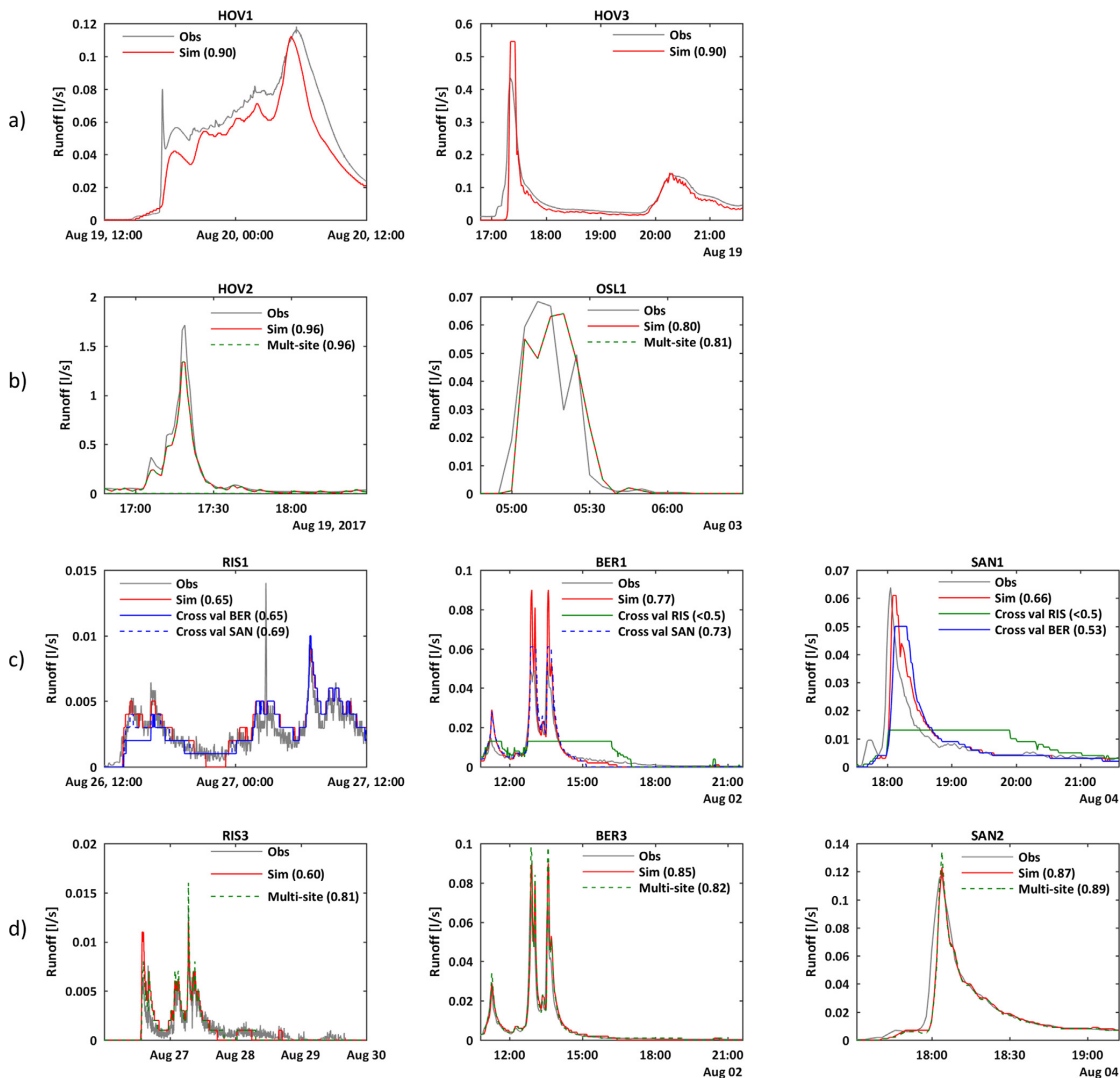 a)
HOV1
Runoff [l/s]
0.12
0.1
0.08
0.06
0.04
0.02
0
Obs
Sim (0.90)
Aug 19, 12:00
Aug 20, 00:00
Aug 20, 12:00
HOV3
Runoff [l/s]
0.6
0.5
0.4
0.3
0.2
0.1
0
Obs
Sim (0.90)
17:00
18:00
19:00
20:00
21:00
Aug 19
b)
HOV2
Runoff [l/s]
2
1.5
1
0.5
0
Obs
Sim (0.96)
Mult-site (0.96)
17:00
17:30
18:00
Aug 19, 2017
OSL1
Runoff [l/s]
0.07
0.06
0.05
0.04
0.03
0.02
0.01
0
Obs
Sim (0.80)
Mult-site (0.81)
05:00
05:30
06:00
Aug 03
c)
RIS1
Runoff [l/s]
0.015
0.01
0.005
0
Obs
Sim (0.65)
Cross val BER (0.65)
Cross val SAN (0.69)
Aug 26, 12:00
Aug 27, 00:00
Aug 27, 12:00
BER1
Runoff [l/s]
0.1
0.08
0.06
0.04
0.02
0
Obs
Sim (0.77)
Cross val RIS (<0.5)
Cross val SAN (0.73)
12:00
15:00
18:00
21:00
Aug 02
SAN1
Runoff [l/s]
0.07
0.06
0.05
0.04
0.03
0.02
0.01
0
Obs
Sim (0.66)
Cross val RIS (<0.5)
Cross val BER (0.53)
18:00
19:00
20:00
21:00
Aug 04
d)
RIS3
Runoff [l/s]
0.02
0.015
0.01
0.005
0
Obs
Sim (0.60)
Multi-site (0.81)
Aug 27
Aug 28
Aug 29
Aug 30
BER3
Runoff [l/s]
0.1
0.08
0.06
0.04
0.02
0
Obs
Sim (0.85)
Multi-site (0.82)
12:00
15:00
18:00
21:00
Aug 02
SAN2
Runoff [l/s]
0.14
0.12
0.10
0.08
0.06
0.04
0.02
0
Obs
Sim (0.87)
Multi-site (0.89)
18:00
18:30
19:00
Aug 04